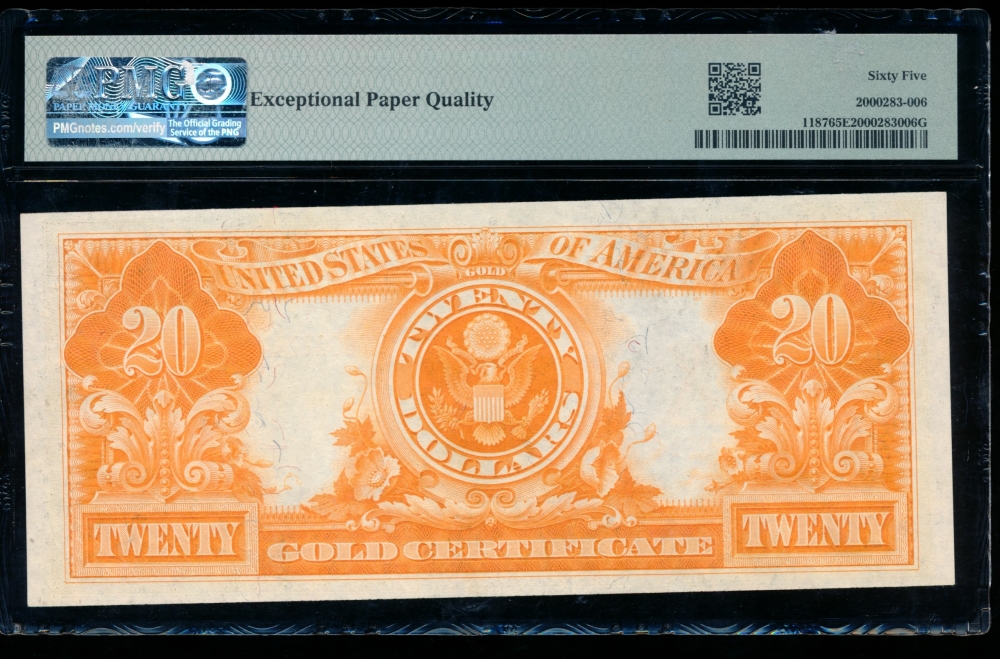 PMG
PAPER MONEY GUARANTY
PMGnotes.com/verify
The Official Grading
Service of the PNG
Exceptional Paper Quality
Sixty Five
2000283-006
118765E2000283006G
UNITED STATES OF AMERICA
GOLD
20
TWENTY
DOLLARS
20
TWENTY
GOLD CERTIFICATE
TWENTY